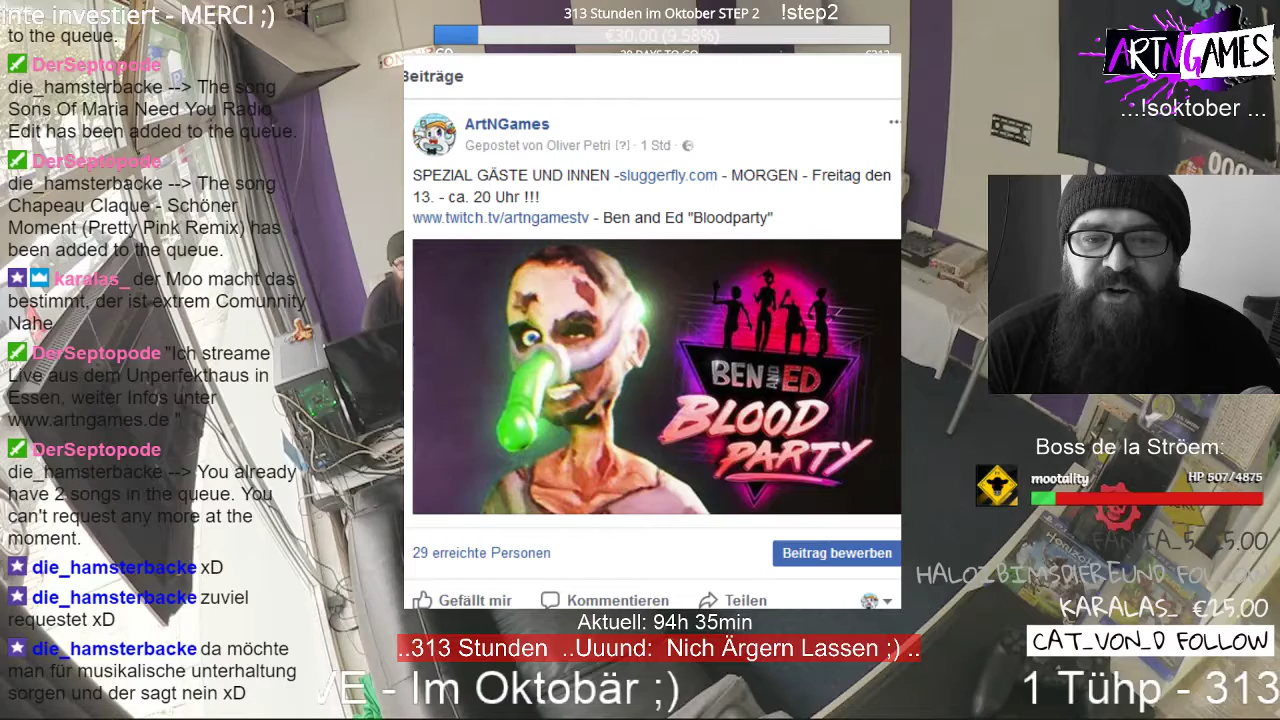 inte investiert - MERCI ;)
to the queue.
DerSeptopode
die_hamsterbacke --> The song
Sons Of Maria Need You Radio
Edit has been added to the queue.
DerSeptopode
die_hamsterbacke --> The song
Chapeau Claque - Schöner
Moment (Pretty Pink Remix) has
been added to the queue.
karalas_ der Moo macht das
bestimmt, der ist extrem Comunnity
Nahe
DerSeptopode "Ich streame
Live aus dem Unperfekthaus in
Essen, weiter Infos unter
www.artngames.de "
DerSeptopode
die_hamsterbacke --> You already
have 2 songs in the queue. You
can't request any more at the
moment.
die_hamsterbacke xD
die_hamsterbacke zuviel
requestet xD
die_hamsterbacke da möchte
man für musikalische unterhaltung
sorgen und der sagt nein xD
313 Stunden im Oktober STEP 2 !step2
€30.00 (9.58%)
Beiträge
ArtNGames
Gepostet von Oliver Petri [?] · 1 Std ·
SPEZIAL GÄSTE UND INNEN -sluggerfly.com - MORGEN - Freitag den
13. - ca. 20 Uhr !!!
www.twitch.tv/artngamestv - Ben and Ed "Bloodparty"
BEN AND ED
BLOOD
PARTY
29 erreichte Personen
Beitrag bewerben
Gefällt mir Kommentieren Teilen
Aktuell: 94h 35min
..313 Stunden ..Uuund: Nich Ärgern Lassen ;) ..
- Im Oktobär ;)
1 Tühp - 313
ARTNGAMES
...!soktober ...
Boss de la Ströem:
mootality HP 507/4875
HALOIBIMSDIFREUND FOLLOW
KARALAS_ €25.00
CAT_VON_D FOLLOW